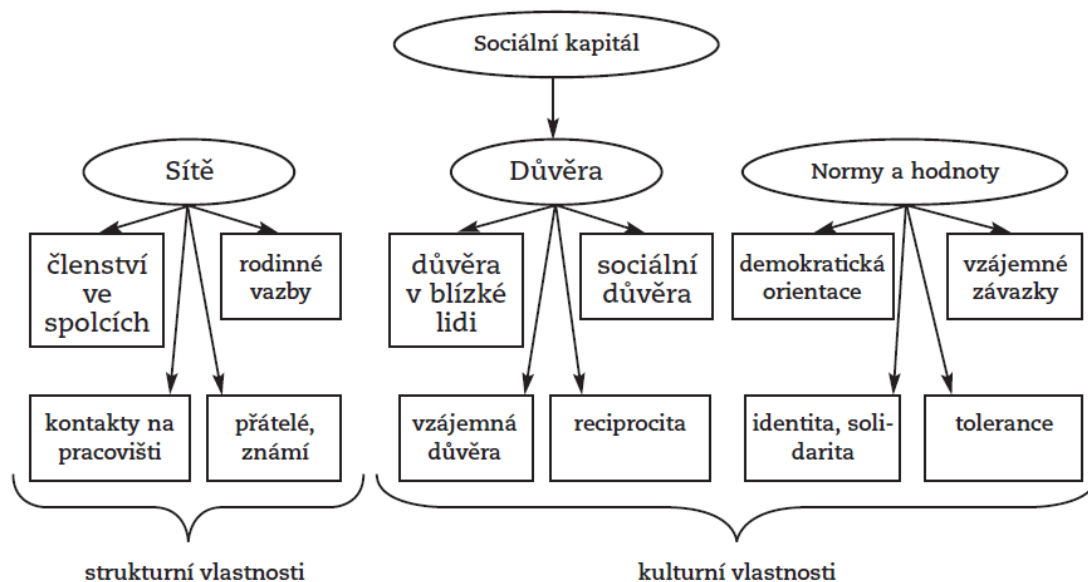 Sociální kapitál
Sítě
Důvěra
Normy a hodnoty
členství
ve
spolcích
rodinné
vazby
důvěra
v blízké
lidi
sociální
důvěra
demokratická
orientace
vzájemné
závazky
kontakty na
pracovišti
přátelé,
známí
vzájemná
důvěra
reciprocita
identita, soli-
darita
tolerance
strukturní vlastnosti
kulturní vlastnosti